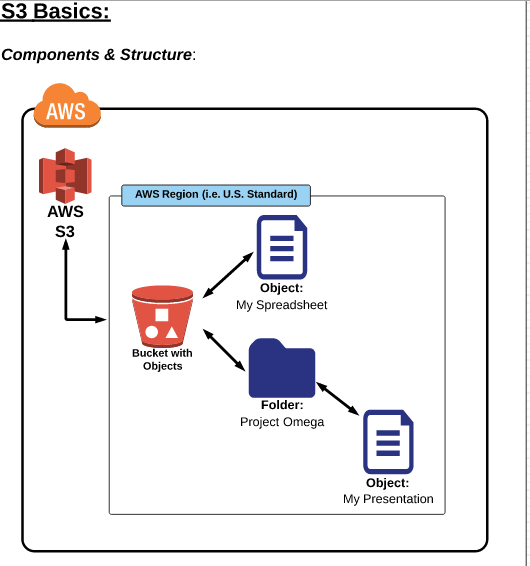 S3 Basics:
Components & Structure:
AWS
AWS
S3
AWS Region (i.e. U.S. Standard)
Object:
My Spreadsheet
Bucket with
Objects
Folder:
Project Omega
Object:
My Presentation